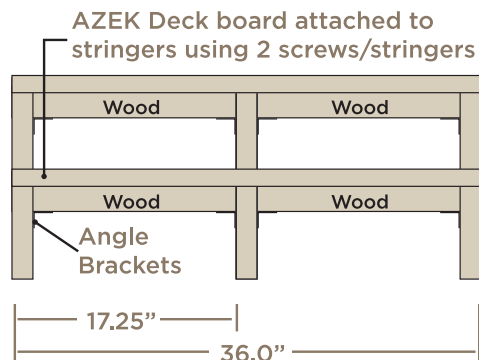 AZEK Deck board attached to
stringers using 2 screws/stringers
Wood Wood
Wood Wood
Angle
Brackets
17.25”
36.0”